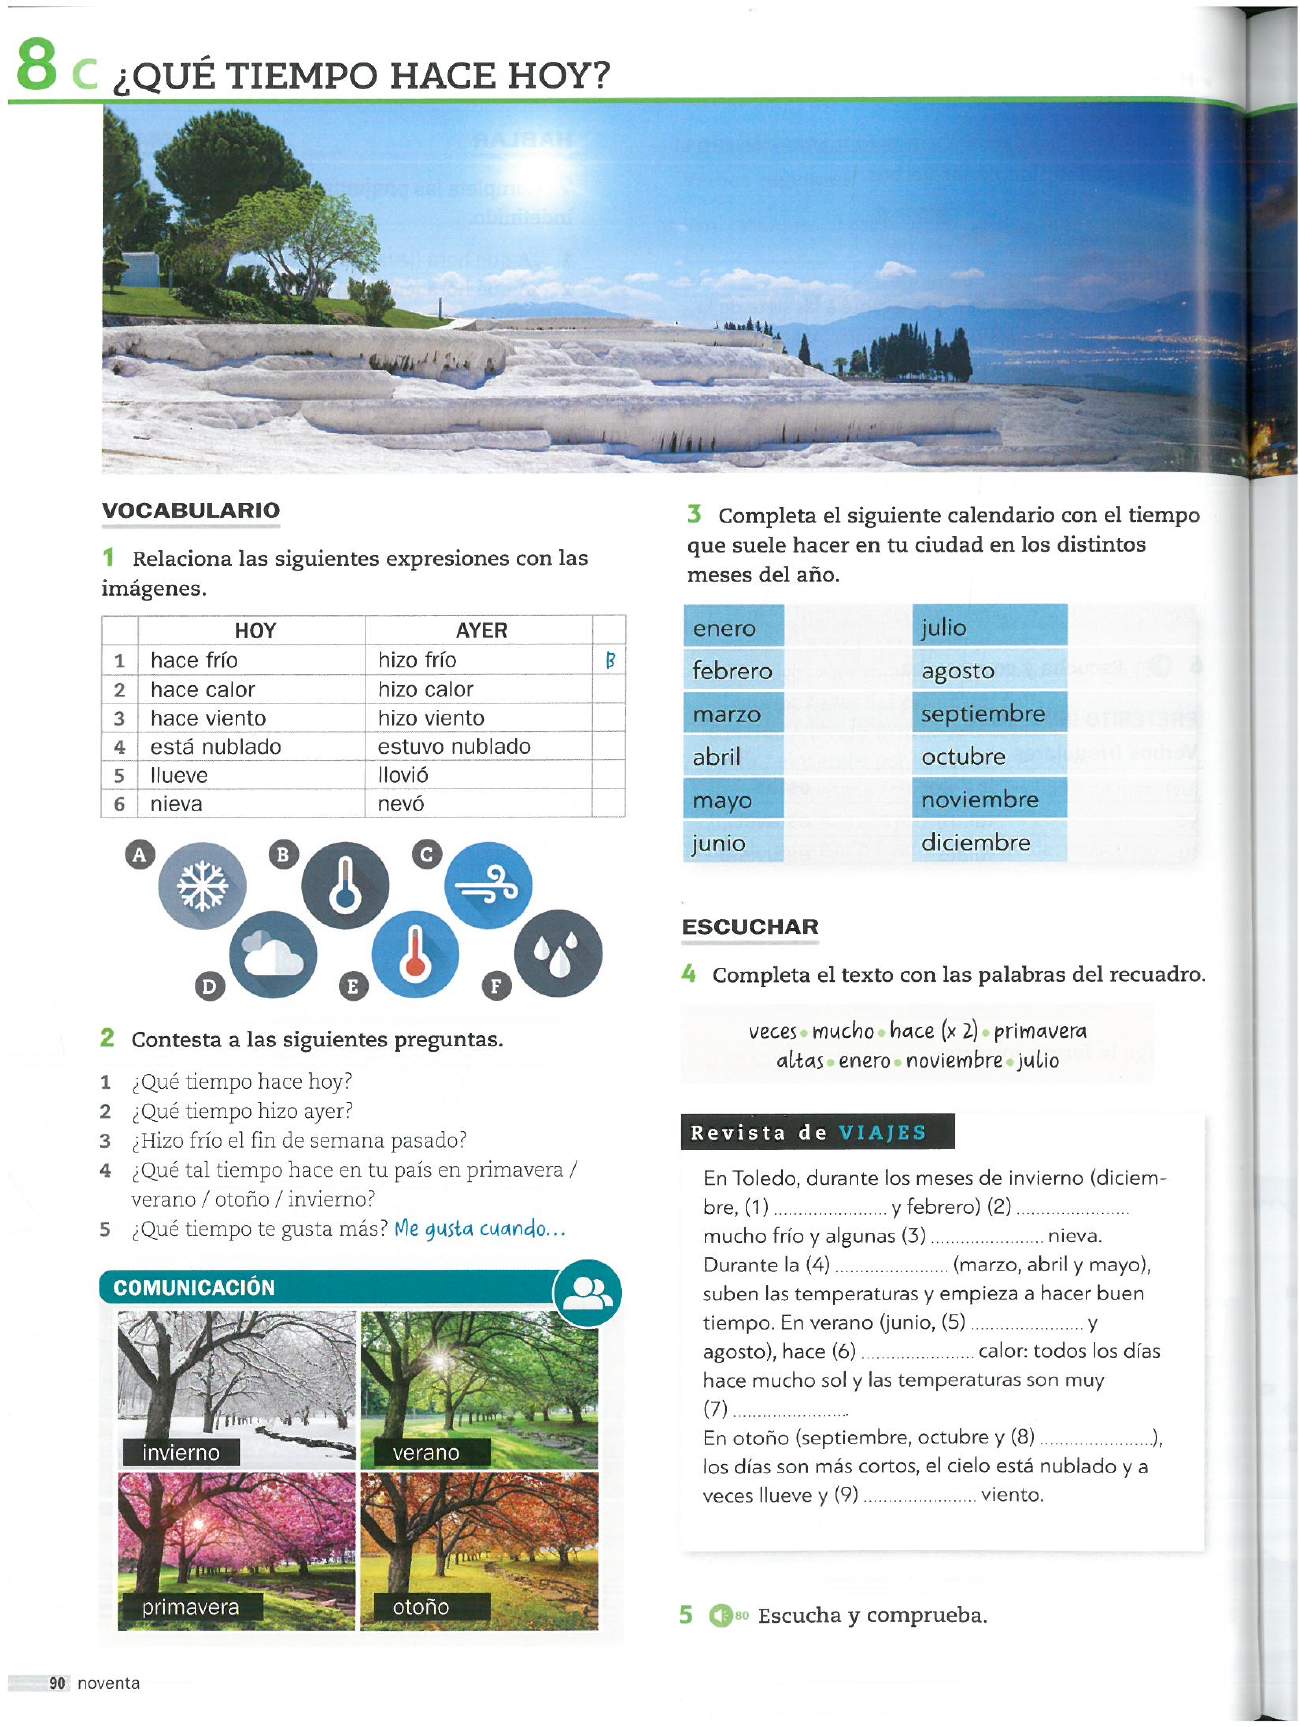 8 C ¿QUÉ TIEMPO HACE HOY?
VOCABULARIO
1 Relaciona las siguientes expresiones con las
imágenes.
HOY AYER
1 hace frío hizo frío B
2 hace calor hizo calor
3 hace viento hizo viento
4 está nublado estuvo nublado
5 llueve llovió
6 nieva nevó
A B C
D E F
2 Contesta a las siguientes preguntas.
1 ¿Qué tiempo hace hoy?
2 ¿Qué tiempo hizo ayer?
3 ¿Hizo frío el fin de semana pasado?
4 ¿Qué tal tiempo hace en tu país en primavera /
verano / otoño / invierno?
5 ¿Qué tiempo te gusta más? Me gusta cuando...
COMUNICACIÓN
invierno verano
primavera otoño
3 Completa el siguiente calendario con el tiempo
que suele hacer en tu ciudad en los distintos
meses del año.
enero julio
febrero agosto
marzo septiembre
abril octubre
mayo noviembre
junio diciembre
ESCUCHAR
4 Completa el texto con las palabras del recuadro.
veces • mucho • hace (x 2) • primavera
altas • enero • noviembre • julio
Revista de VIAJES
En Toledo, durante los meses de invierno (diciem-
bre, (1) ....................... y febrero) (2) .......................
mucho frío y algunas (3) ....................... nieva.
Durante la (4) ....................... (marzo, abril y mayo),
suben las temperaturas y empieza a hacer buen
tiempo. En verano (junio, (5) ....................... y
agosto), hace (6) ....................... calor: todos los días
hace mucho sol y las temperaturas son muy
(7) .......................
En otoño (septiembre, octubre y (8) .......................),
los días son más cortos, el cielo está nublado y a
veces llueve y (9) ....................... viento.
5 80 Escucha y comprueba.
90 noventa